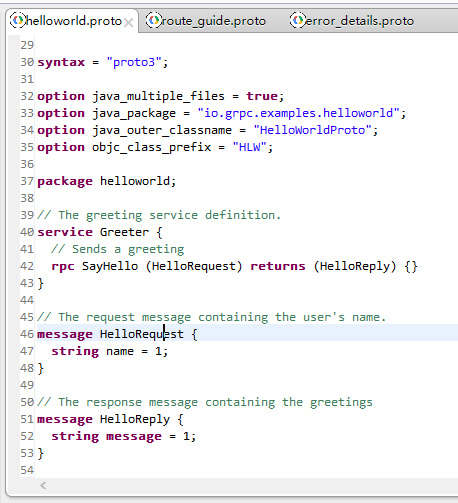 helloworld.proto route_guide.proto error_details.proto
29
30 syntax = "proto3";
31
32 option java_multiple_files = true;
33 option java_package = "io.grpc.examples.helloworld";
34 option java_outer_classname = "HelloWorldProto";
35 option objc_class_prefix = "HLW";
36
37 package helloworld;
38
39 // The greeting service definition.
40 service Greeter {
41   // Sends a greeting
42   rpc SayHello (HelloRequest) returns (HelloReply) {}
43 }
44
45 // The request message containing the user's name.
46 message HelloRequest {
47   string name = 1;
48 }
49
50 // The response message containing the greetings
51 message HelloReply {
52   string message = 1;
53 }
54